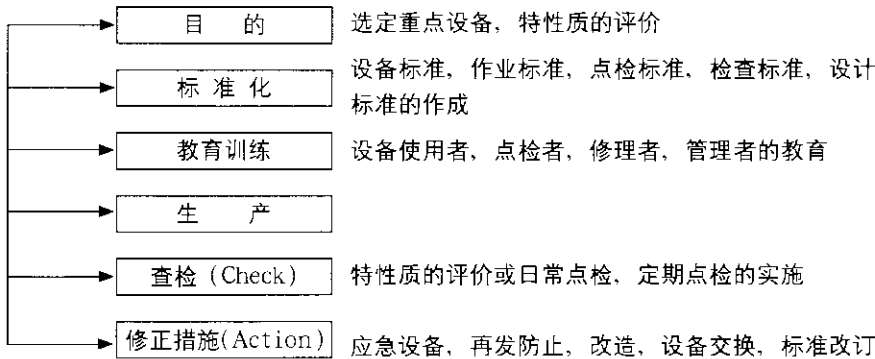 目 的 选定重点设备，特性质的评价
标 准 化 设备标准，作业标准，点检标准，检查标准，设计
标准的作成
教育训练 设备使用者，点检者，修理者，管理者的教育
生 产
查检（Check） 特性质的评价或日常点检，定期点检的实施
修正措施(Action) 应急设备，再发防止，改造，设备交换，标准改订